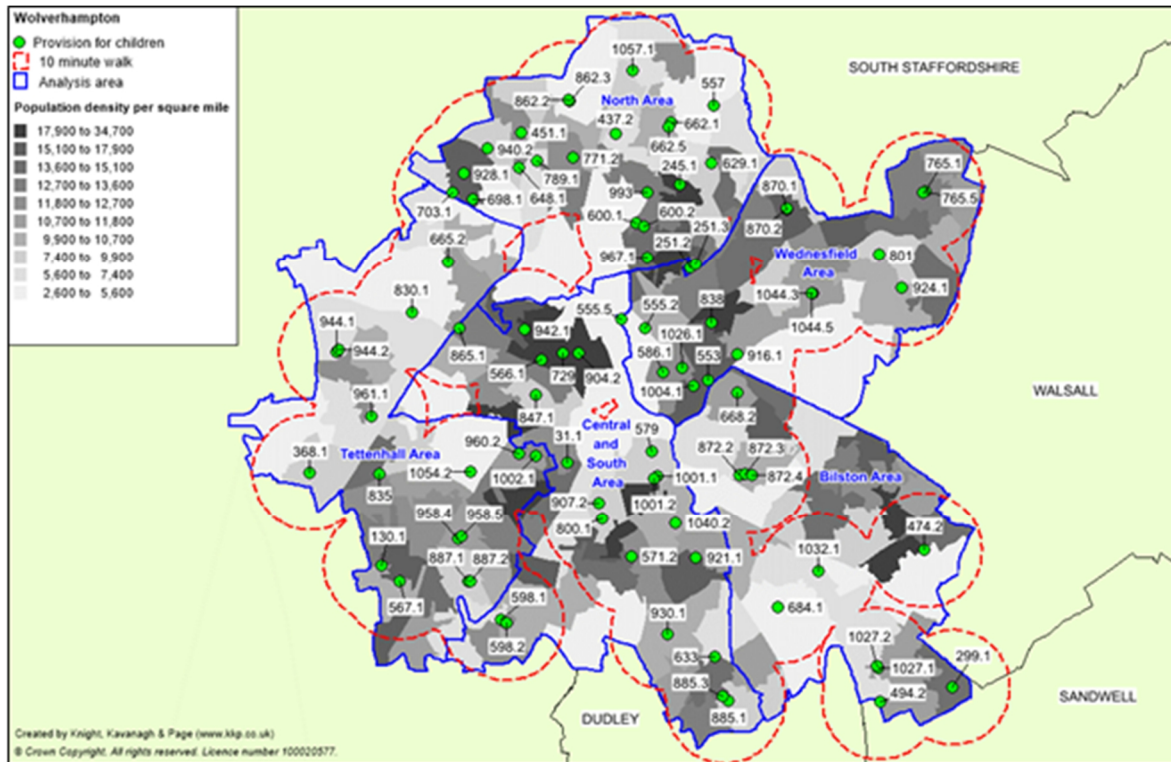 Wolverhampton
Provision for children
10 minute walk
Analysis area
Population density per square mile
17,900 to 34,700
15,100 to 17,900
13,600 to 15,100
12,700 to 13,600
11,800 to 12,700
10,700 to 11,800
9,900 to 10,700
7,400 to 9,900
5,600 to 7,400
2,600 to 5,600
SOUTH STAFFORDSHIRE
WALSALL
SANDWELL
DUDLEY
North Area
1057.1
557
862.3
862.2
437.2
662.1
451.1
662.5
940.2
771.2
245.1
629.1
928.1
789.1
993
870.1
765.1
765.5
703.1
698.1
648.1
600.1
600.2
251.3
870.2
665.2
251.2
967.1
Wednesfield
Area
801
924.1
830.1
1044.3
1044.5
555.5
555.2
838
944.1
944.2
942.1
1026.1
865.1
566.1
729
904.2
586.1
553
916.1
1004.1
961.1
847.1
668.2
Tettenhall Area
960.2
31.1
Central
and
South
Area
579
872.2
872.3
872.4
Bilston Area
368.1
1054.2
1002.1
1001.1
835
907.2
1001.2
958.4
958.5
800.1
1040.2
474.2
130.1
887.1
887.2
571.2
921.1
1032.1
567.1
598.1
598.2
930.1
684.1
633
1027.2
1027.1
299.1
885.3
885.1
494.2
Created by Knight, Kavanagh & Page (www.kkp.co.uk)
© Crown Copyright. All rights reserved. Licence number 100020577.